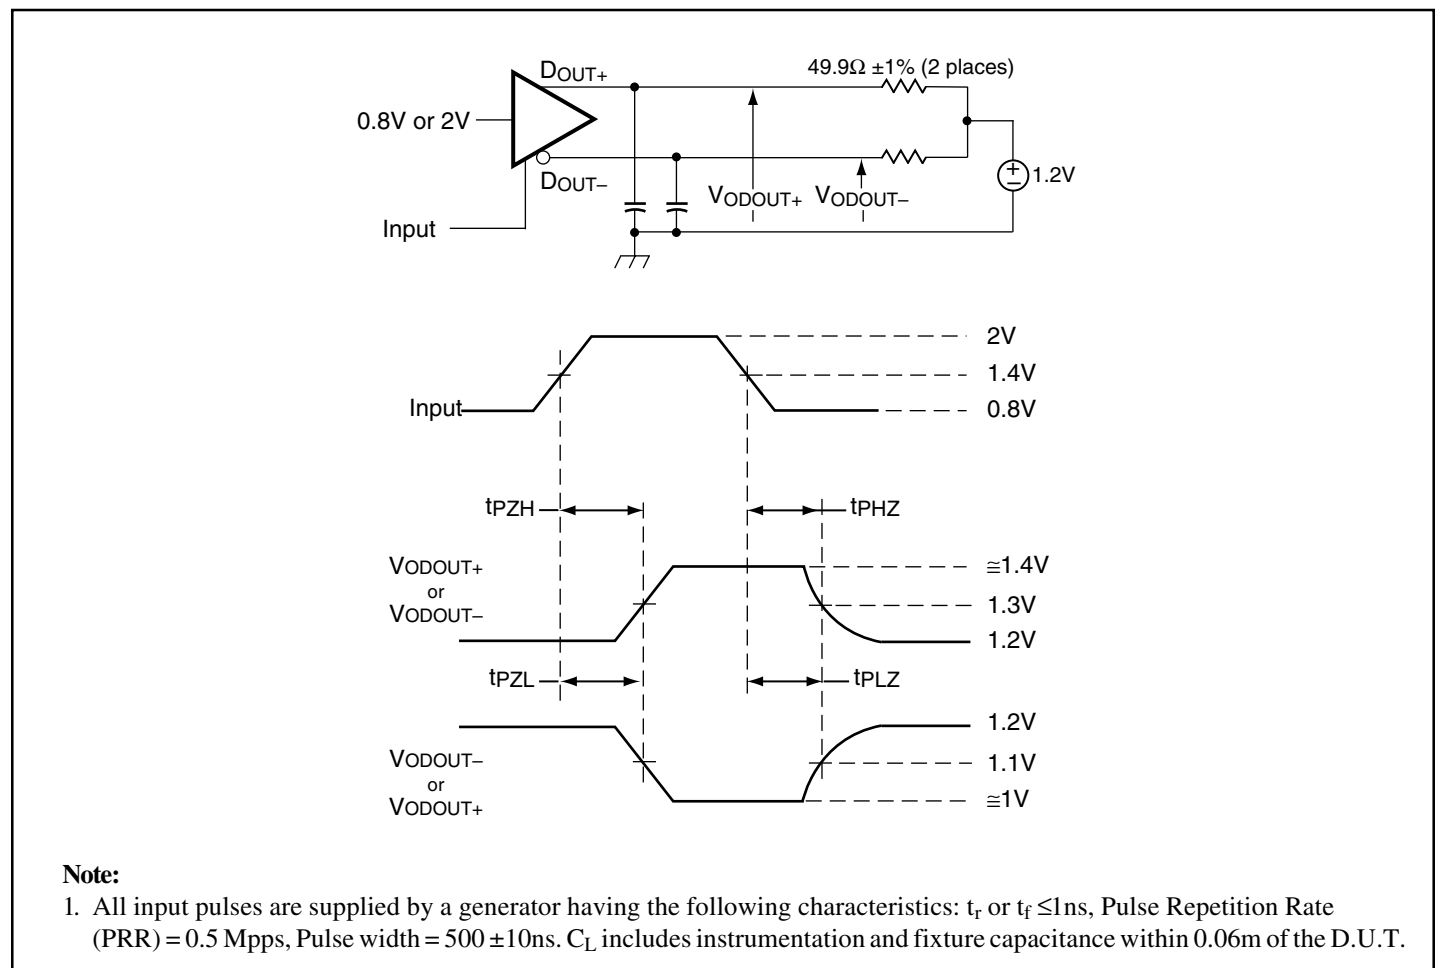 DOUT+
49.9Ω ±1% (2 places)
0.8V or 2V
DOUT–
VODOUT+
VODOUT–
+
–
1.2V
Input
2V
1.4V
Input
0.8V
tPZH
tPHZ
VODOUT+
or
VODOUT–
≅1.4V
1.3V
1.2V
tPZL
tPLZ
VODOUT–
or
VODOUT+
1.2V
1.1V
≅1V
Note:
1. All input pulses are supplied by a generator having the following characteristics: tr or tf ≤1ns, Pulse Repetition Rate
(PRR) = 0.5 Mpps, Pulse width = 500 ±10ns. CL includes instrumentation and fixture capacitance within 0.06m of the D.U.T.